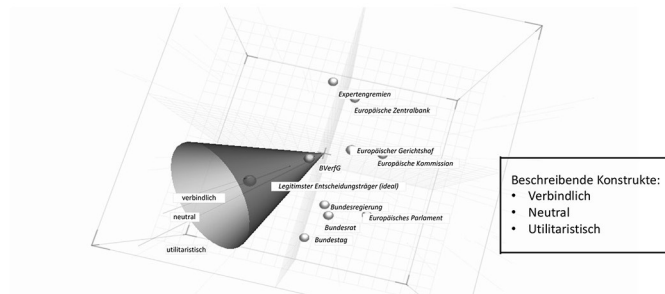 Expertengremien
Europäische Zentralbank
Europäischer Gerichtshof
Europäische Kommission
BVerfG
Legitimster Entscheidungsträger (ideal)
verbindlich
neutral
utilitaristisch
Bundesregierung
Europäisches Parlament
Bundesrat
Bundestag
Beschreibende Konstrukte:
• Verbindlich
• Neutral
• Utilitaristisch